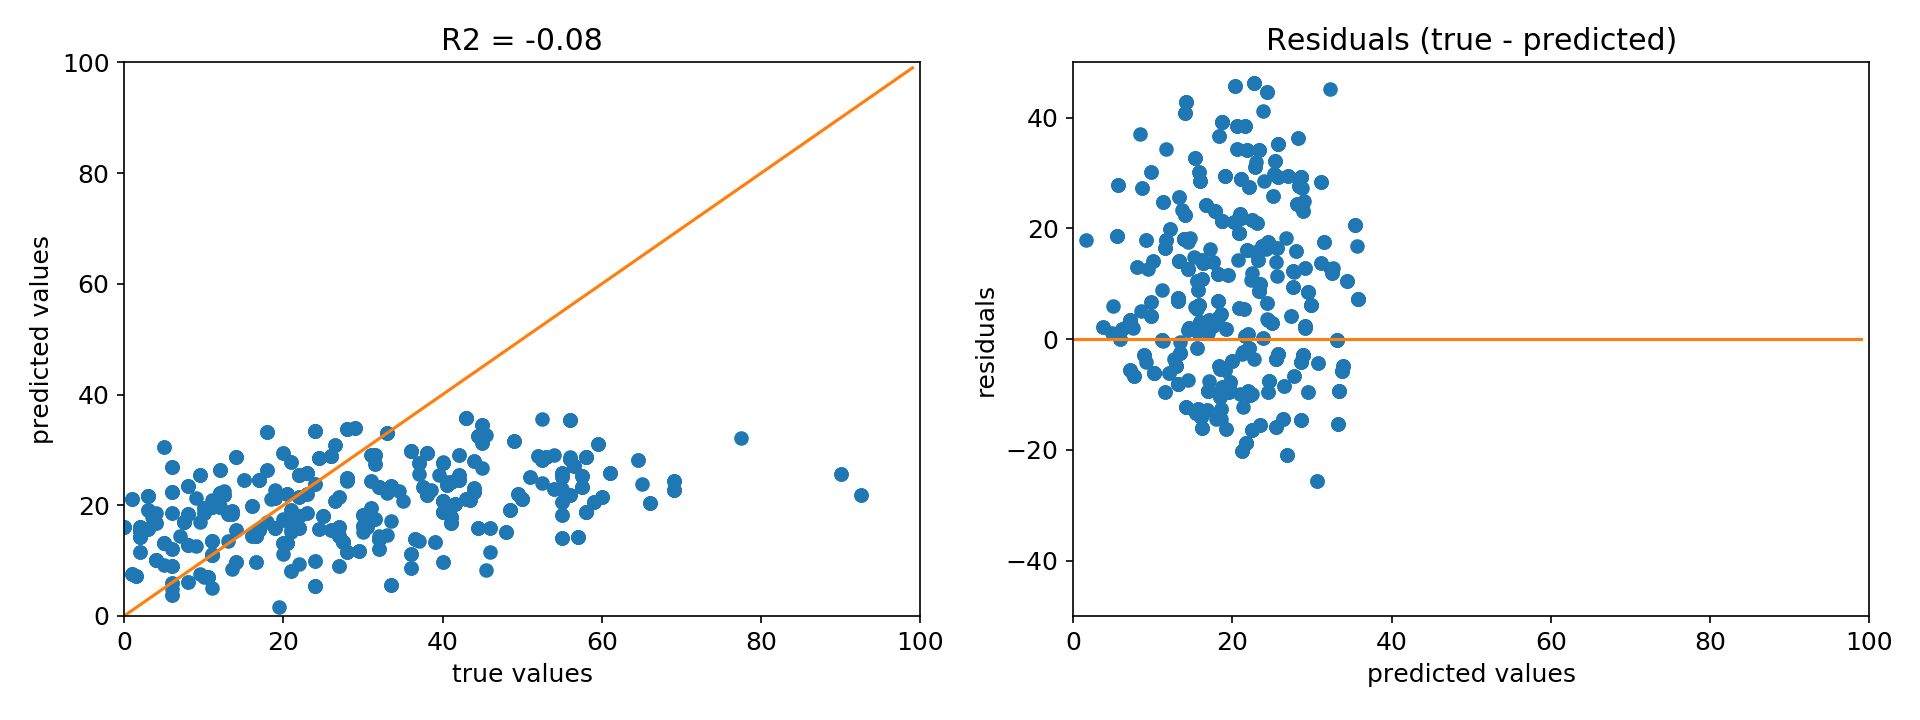 R2 = -0.08
100
80
60
40
20
0
predicted values
0 20 40 60 80 100
true values
Residuals (true - predicted)
40
20
0
−20
−40
residuals
0 20 40 60 80 100
predicted values